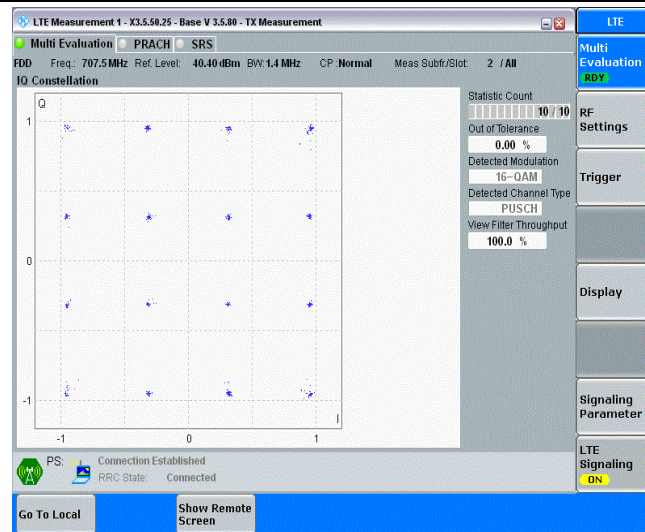 LTE Measurement 1 - X3.5.50.25 - Base V 3.5.80 - TX Measurement
LTE
Multi Evaluation PRACH SRS
Multi
Evaluation
RDY
FDD Freq.: 707.5 MHz Ref. Level: 40.40 dBm BW: 1.4 MHz CP : Normal Meas Subfr/Slot: 2 / All
IQ Constellation
Q
1
0
-1
I
-1 0 1
Statistic Count
10 / 10
Out of Tolerance
0.00 %
Detected Modulation
16-QAM
Detected Channel Type
PUSCH
View Filter Throughput
100.0 %
RF
Settings
Trigger
Display
Signaling
Parameter
LTE
Signaling
ON
PS: Connection Established
RRC State: Connected
Go To Local
Show Remote
Screen